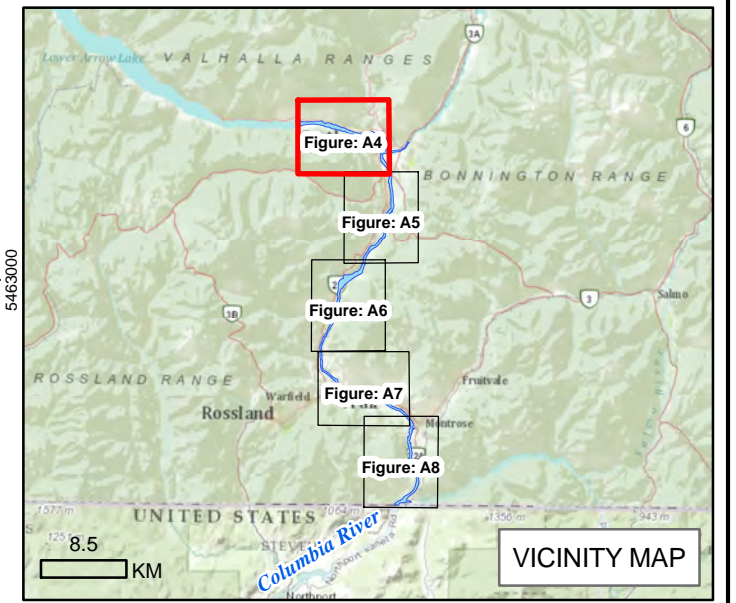 3A
Lower Arrow Lake
VALHALLA RANGES
Figure: A4
6
BONNINGTON RANGE
Figure: A5
5463000
Figure: A6
3
Salmo
3B
ROSSLAND RANGE
Figure: A7
Fruitvale
Warfield
Rossland
Montrose
Figure: A8
1577 m
1064 m
1356 m
943 m
UNITED STATES
8.5
KM
Columbia River
VICINITY MAP
Northport